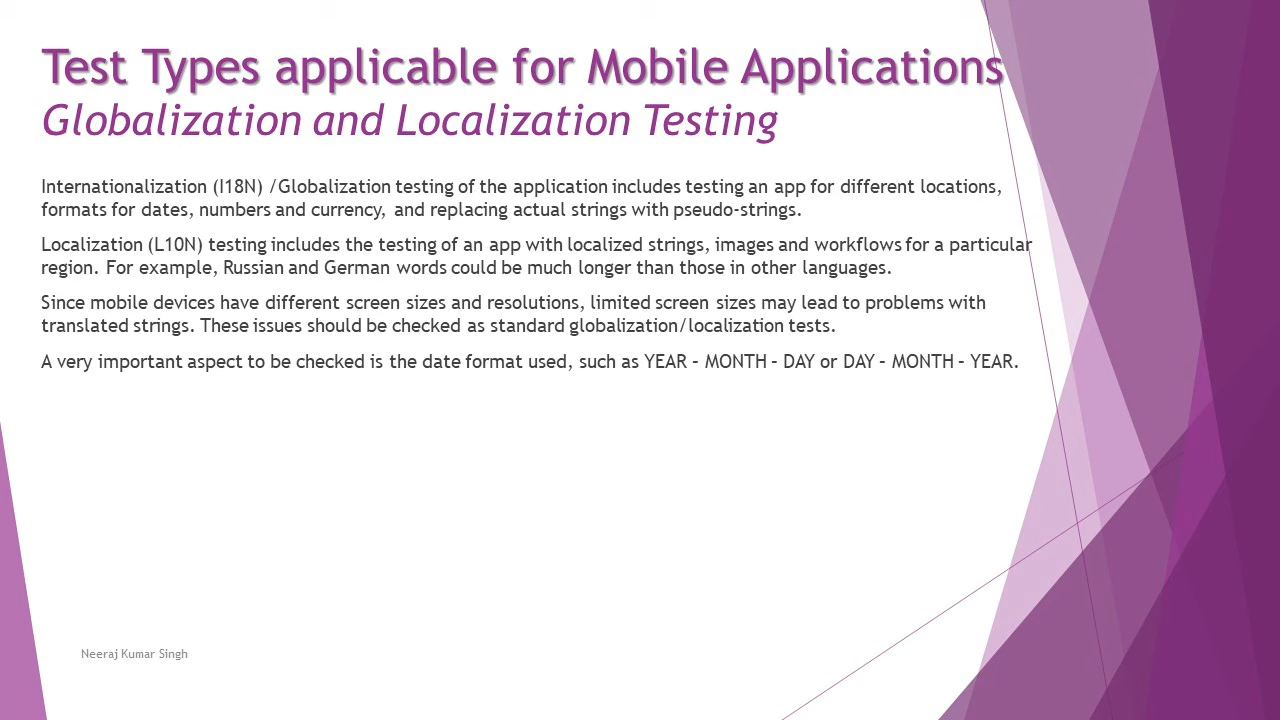 Test Types applicable for Mobile Applications
Globalization and Localization Testing
Internationalization (I18N) /Globalization testing of the application includes testing an app for different locations,
formats for dates, numbers and currency, and replacing actual strings with pseudo-strings.
Localization (L10N) testing includes the testing of an app with localized strings, images and workflows for a particular
region. For example, Russian and German words could be much longer than those in other languages.
Since mobile devices have different screen sizes and resolutions, limited screen sizes may lead to problems with
translated strings. These issues should be checked as standard globalization/localization tests.
A very important aspect to be checked is the date format used, such as YEAR – MONTH – DAY or DAY – MONTH – YEAR.
Neeraj Kumar Singh